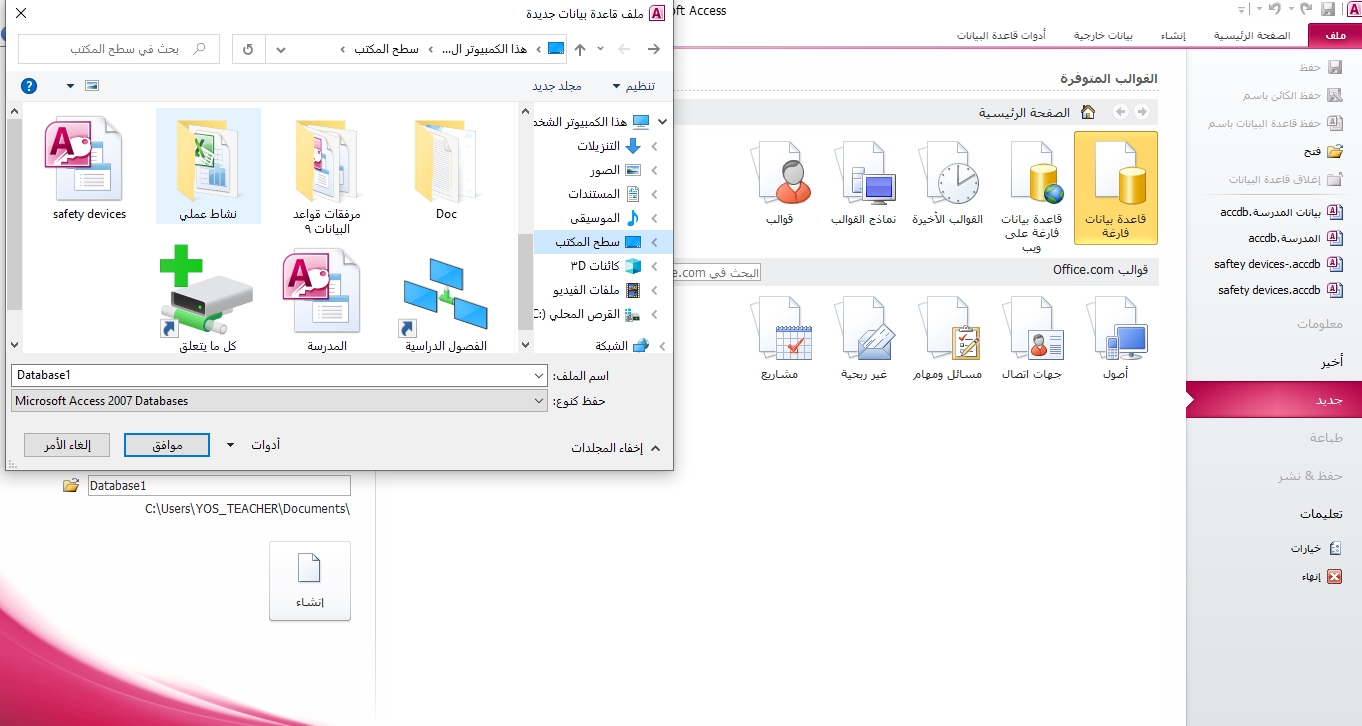 ملف قاعدة بيانات جديدة
هذا الكمبيوتر ال... ‹ سطح المكتب ‹
بحث في سطح المكتب
تنظيم
مجلد جديد
هذا الكمبيوتر الشخص
التنزيلات
الصور
المستندات
الموسيقى
سطح المكتب
كائنات 3D
ملفات الفيديو
القرص المحلي (C:
الشبكة
Doc
مرفقات قواعد
البيانات ٩
نشاط عملي
safety devices
الفصول الدراسية
المدرسة
كل ما يتعلق
اسم الملف:
Database1
حفظ كنوع:
Microsoft Access 2007 Databases
إخفاء المجلدات
أدوات
موافق
إلغاء الأمر
Database1
C:\Users\YOS_TEACHER\Documents\
إنشاء
Access
ملف
الصفحة الرئيسية
إنشاء
بيانات خارجية
أدوات قاعدة البيانات
حفظ
حفظ الكائن باسم
حفظ قاعدة البيانات باسم
فتح
إغلاق قاعدة البيانات
بيانات المدرسة.accdb
المدرسة.accdb
saftey devices-.accdb
safety devices.accdb
معلومات
أخير
جديد
طباعة
حفظ & نشر
تعليمات
خيارات
إنهاء
القوالب المتوفرة
الصفحة الرئيسية
قاعدة بيانات
فارغة
قاعدة بيانات
فارغة على
ويب
القوالب الأخيرة
نماذج القوالب
قوالب
قوالب Office.com
البحث في e.com
أصول
جهات اتصال
مسائل ومهام
غير ربحية
مشاريع